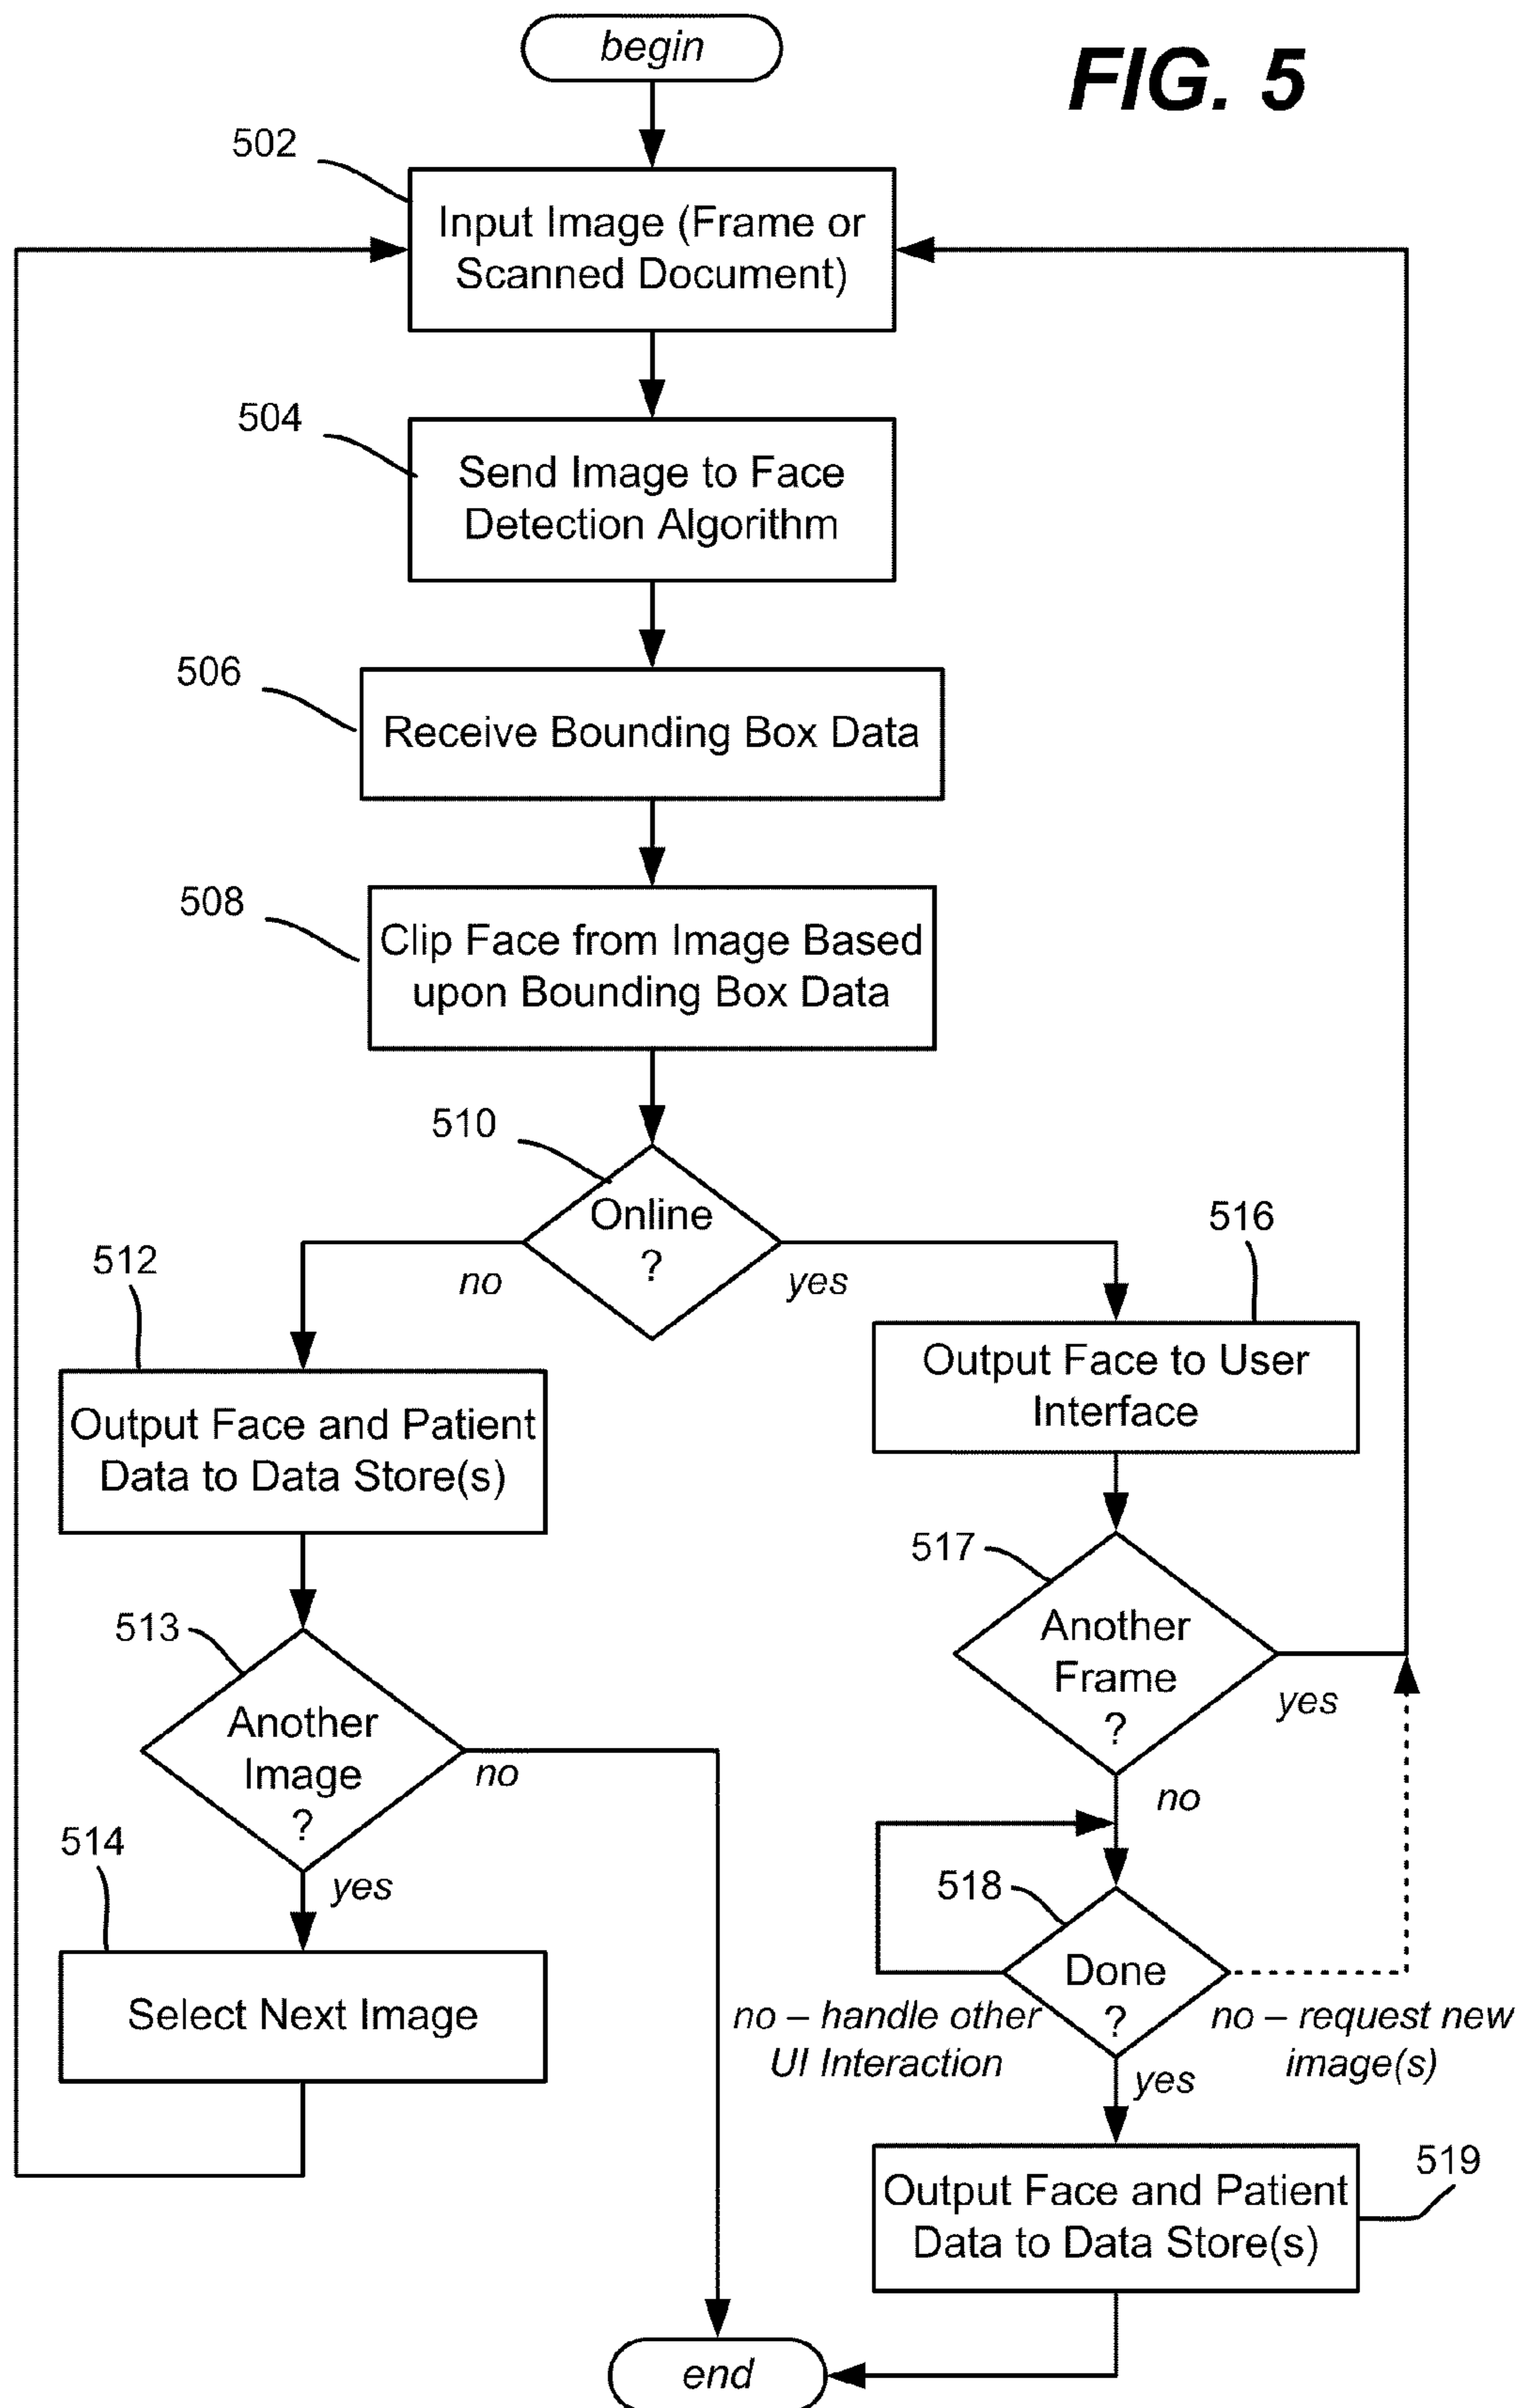 begin
FIG. 5
502
Input Image (Frame or
Scanned Document)
504
Send Image to Face
Detection Algorithm
506
Receive Bounding Box Data
508
Clip Face from Image Based
upon Bounding Box Data
510
Online
?
no
yes
512
Output Face and Patient
Data to Data Store(s)
513
Another
Image
?
no
yes
514
Select Next Image
516
Output Face to User
Interface
517
Another
Frame
?
yes
no
518
Done
?
no – handle other
UI Interaction
no – request new
image(s)
yes
519
Output Face and Patient
Data to Data Store(s)
end